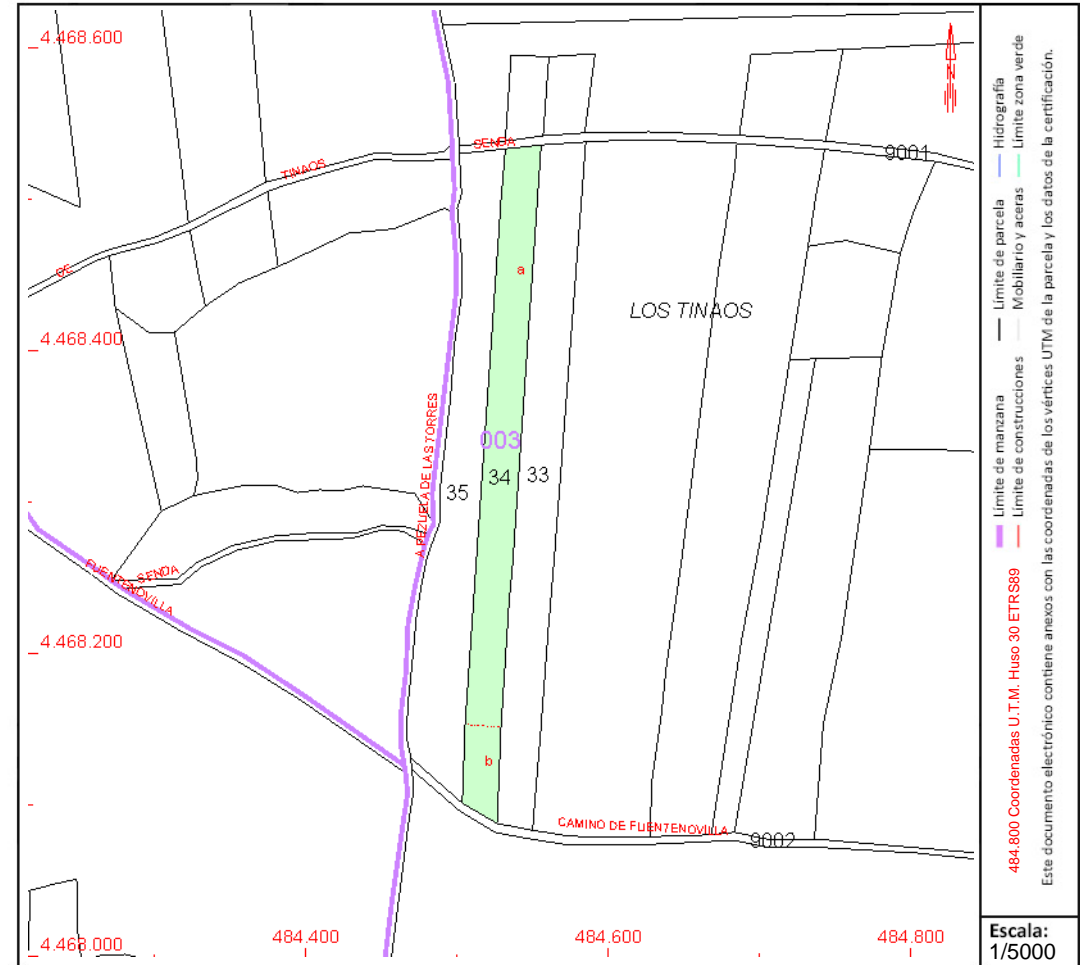 4.468.600
SENDA
9001
TINAOS
DE
a
LOS TINAOS
4.468.400
A PEZUELA DE LAS TORRES
003
35
34
33
SENDA
FUENTENOVILLA
4.468.200
b
CAMINO DE FUENTENOVILLA
9002
4.468.000
484.400
484.600
484.800
N
484.800 Coordenadas U.T.M. Huso 30 ETRS89
Límite de manzana
Límite de parcela
Hidrografía
Límite de construcciones
Mobiliario y aceras
Límite zona verde
Este documento electrónico contiene anexos con las coordenadas de los vértices UTM de la parcela y los datos de la certificación.
Escala:
1/5000